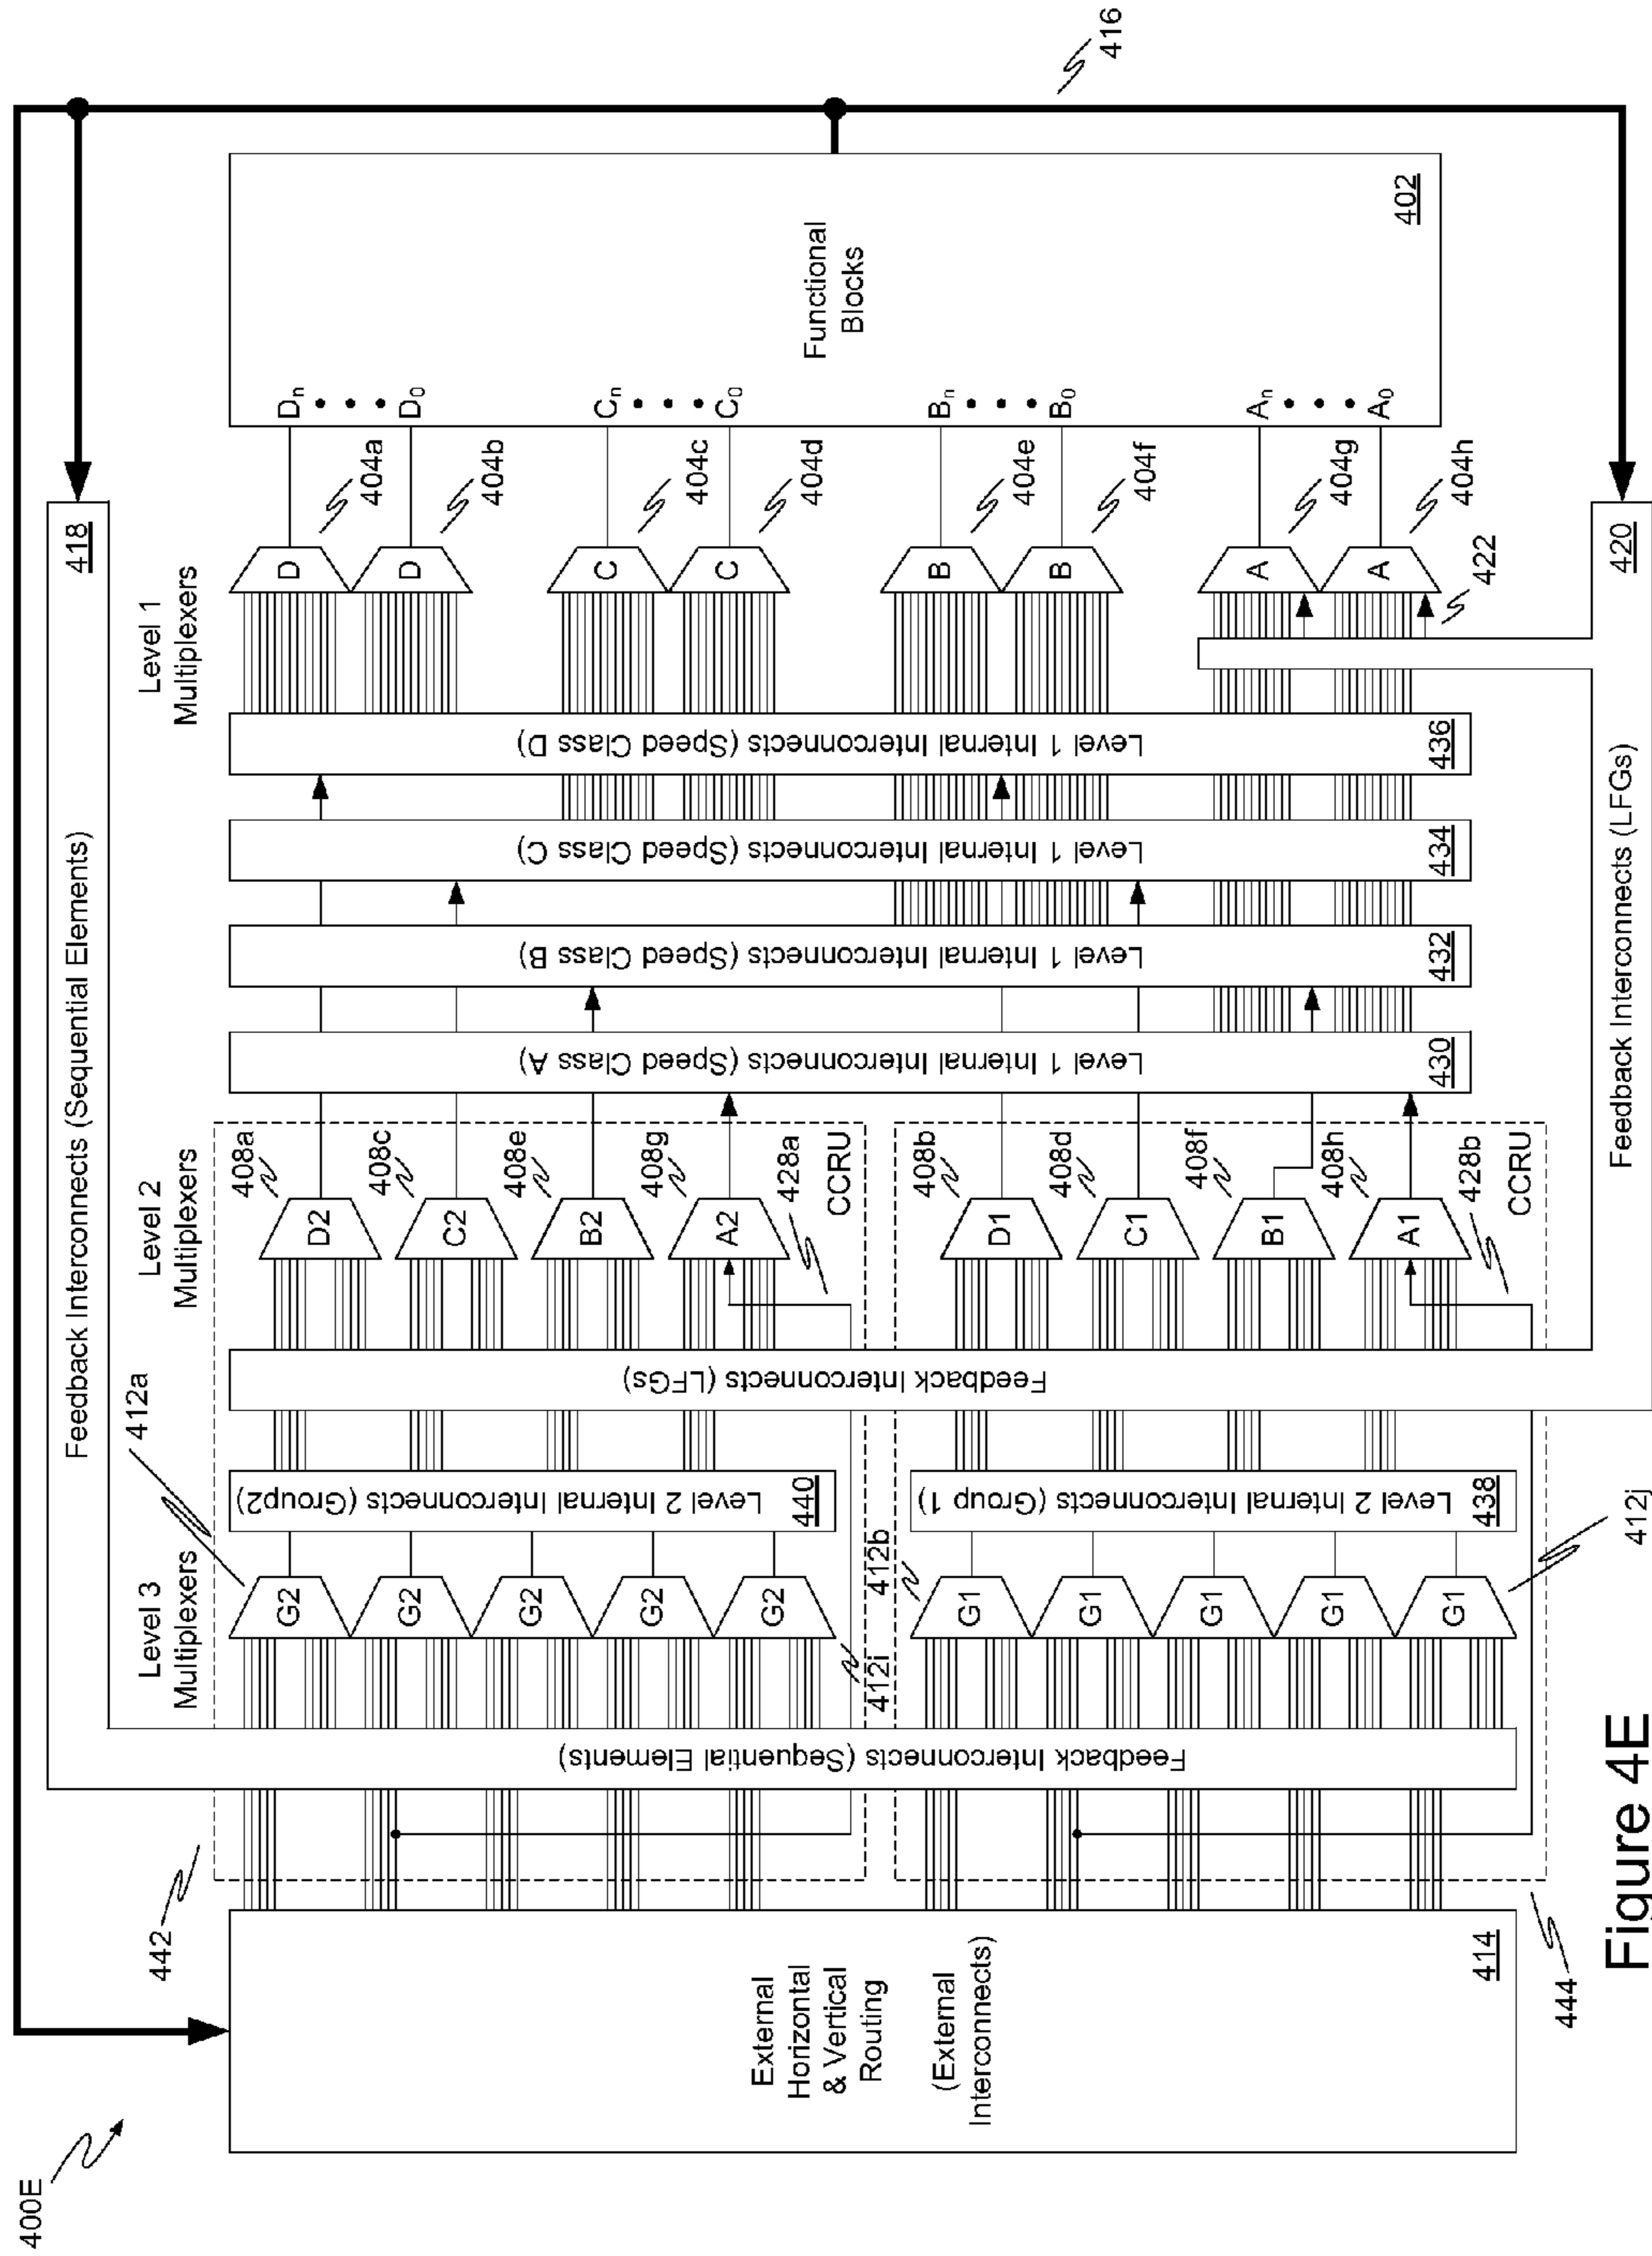 400E
416
Feedback Interconnects (Sequential Elements)
418
412a
442
Level 3
Multiplexers
Level 2
Multiplexers
Level 1
Multiplexers
External
Horizontal
& Vertical
Routing
(External
Interconnects)
414
Feedback Interconnects (Sequential Elements)
G2
G2
G2
G2
G2
412i
412b
G1
G1
G1
G1
G1
412j
Level 2 Internal Interconnects (Group2)
440
Level 2 Internal Interconnects (Group 1)
438
Feedback Interconnects (LFGs)
D2
408a
C2
408c
B2
408e
A2
408g
428a
CCRU
D1
408b
C1
408d
B1
408f
A1
408h
428b
CCRU
Level 1 Internal Interconnects (Speed Class A)
430
Level 1 Internal Interconnects (Speed Class B)
432
Level 1 Internal Interconnects (Speed Class C)
434
Level 1 Internal Interconnects (Speed Class D)
436
D
404a
D
404b
C
404c
C
404d
B
404e
B
404f
A
404g
A
404h
422
Dn
D0
Cn
C0
Bn
B0
An
A0
Functional
Blocks
402
Feedback Interconnects (LFGs)
420
444
Figure 4E